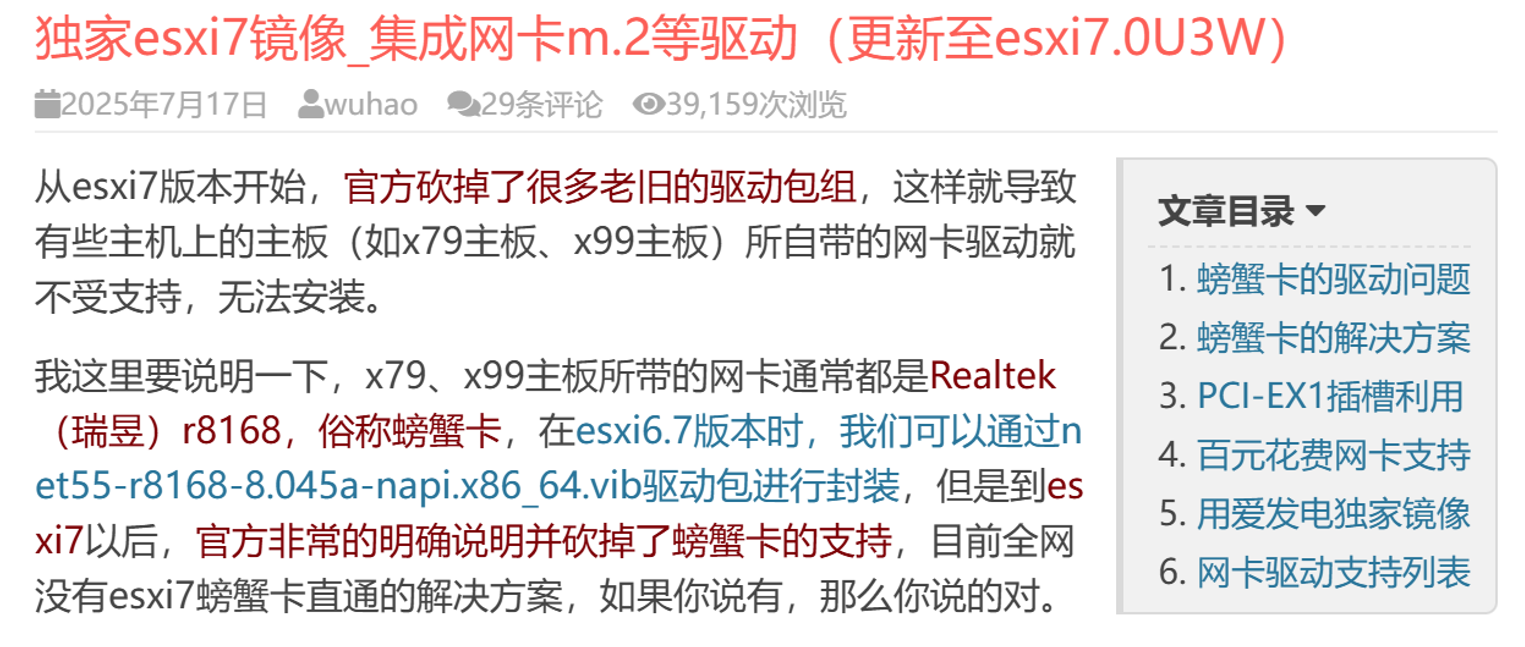 独家esxi7镜像_集成网卡m.2等驱动（更新至esxi7.0U3W）
2025年7月17日 wuhao 29条评论 39,159次浏览
从esxi7版本开始，官方砍掉了很多老旧的驱动包组，这样就导致
有些主机上的主板（如x79主板、x99主板）所自带的网卡驱动就
不受支持，无法安装。
我这里要说明一下，x79、x99主板所带的网卡通常都是Realtek
（瑞昱）r8168，俗称螃蟹卡，在esxi6.7版本时，我们可以通过n
et55-r8168-8.045a-napi.x86_64.vib驱动包进行封装，但是到es
xi7以后，官方非常的明确说明并砍掉了螃蟹卡的支持，目前全网
没有esxi7螃蟹卡直通的解决方案，如果你说有，那么你说的对。
文章目录
1. 螃蟹卡的驱动问题
2. 螃蟹卡的解决方案
3. PCI-EX1插槽利用
4. 百元花费网卡支持
5. 用爱发电独家镜像
6. 网卡驱动支持列表